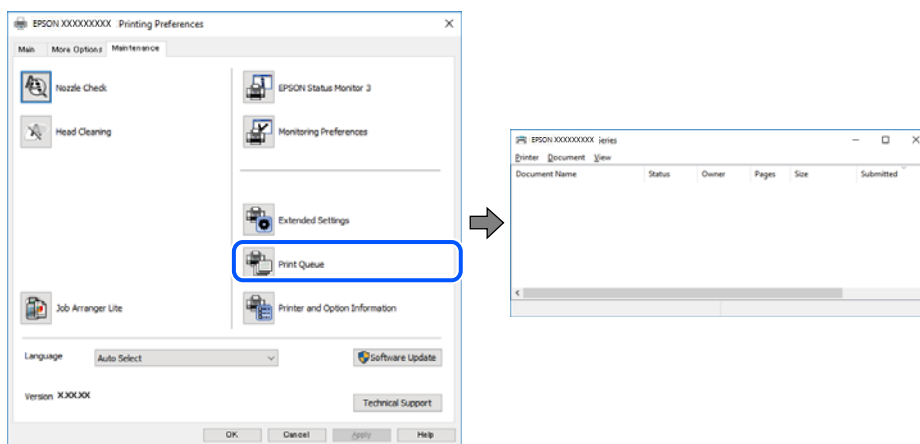 EPSON XXXXXXXXX  Printing Preferences
Main More Options Maintenance
Nozzle Check
Head Cleaning
Job Arranger Lite
EPSON Status Monitor 3
Monitoring Preferences
Extended Settings
Print Queue
Printer and Option Information
Language Auto Select Software Update
Version X.XX.XX
Technical Support
OK Cancel Apply Help
EPSON XXXXXXXXX
Printer Document View
Document Name Status Owner Pages Size Submitted